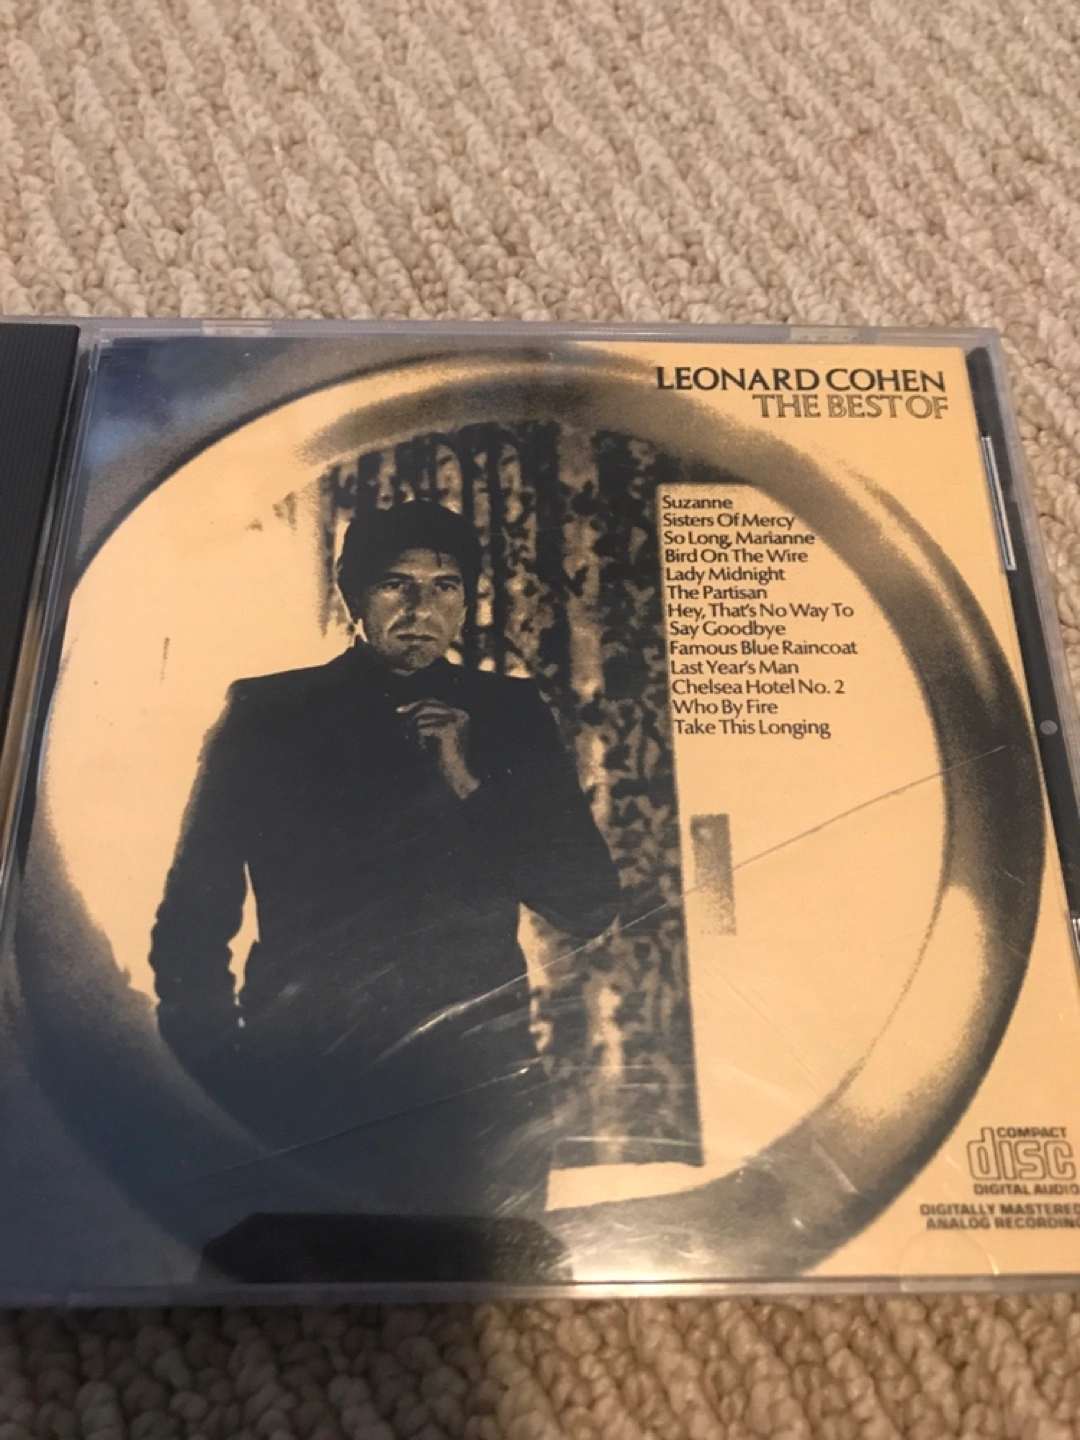 LEONARD COHEN
THE BEST OF
Suzanne
Sisters Of Mercy
So Long, Marianne
Bird On The Wire
Lady Midnight
The Partisan
Hey, That's No Way To
Say Goodbye
Famous Blue Raincoat
Last Year's Man
Chelsea Hotel No. 2
Who By Fire
Take This Longing
COMPACT
disc
DIGITAL AUDIO
DIGITALLY MASTERED
ANALOG RECORDING